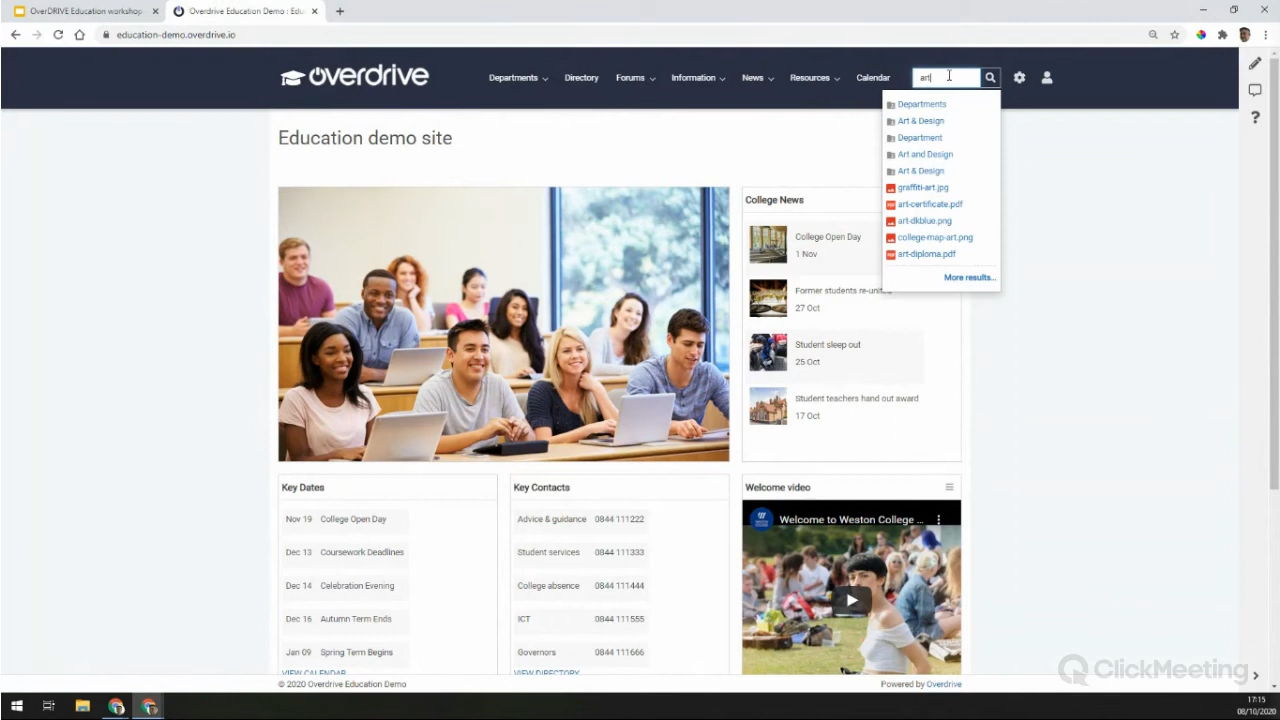 OverDRIVE Education workshop
Overdrive Education Demo : Edu
education-demo.overdrive.io
overdrive
Departments
Directory
Forums
Information
News
Resources
Calendar
art
Departments
Art & Design
Department
Art and Design
Art & Design
graffiti-art.jpg
art-certificate.pdf
art-dkblue.png
college-map-art.png
art-diploma.pdf
More results...
Education demo site
College News
College Open Day
1 Nov
Former students re-unite
27 Oct
Student sleep out
25 Oct
Student teachers hand out award
17 Oct
Key Dates
Nov 19 College Open Day
Dec 13 Coursework Deadlines
Dec 14 Celebration Evening
Dec 16 Autumn Term Ends
Jan 09 Spring Term Begins
VIEW CALENDAR
Key Contacts
Advice & guidance 0844 111222
Student services 0844 111333
College absence 0844 111444
ICT 0844 111555
Governors 0844 111666
VIEW DIRECTORY
Welcome video
Welcome to Weston College ...
© 2020 Overdrive Education Demo
Powered by Overdrive
ClickMeeting
17:15
08/10/2020